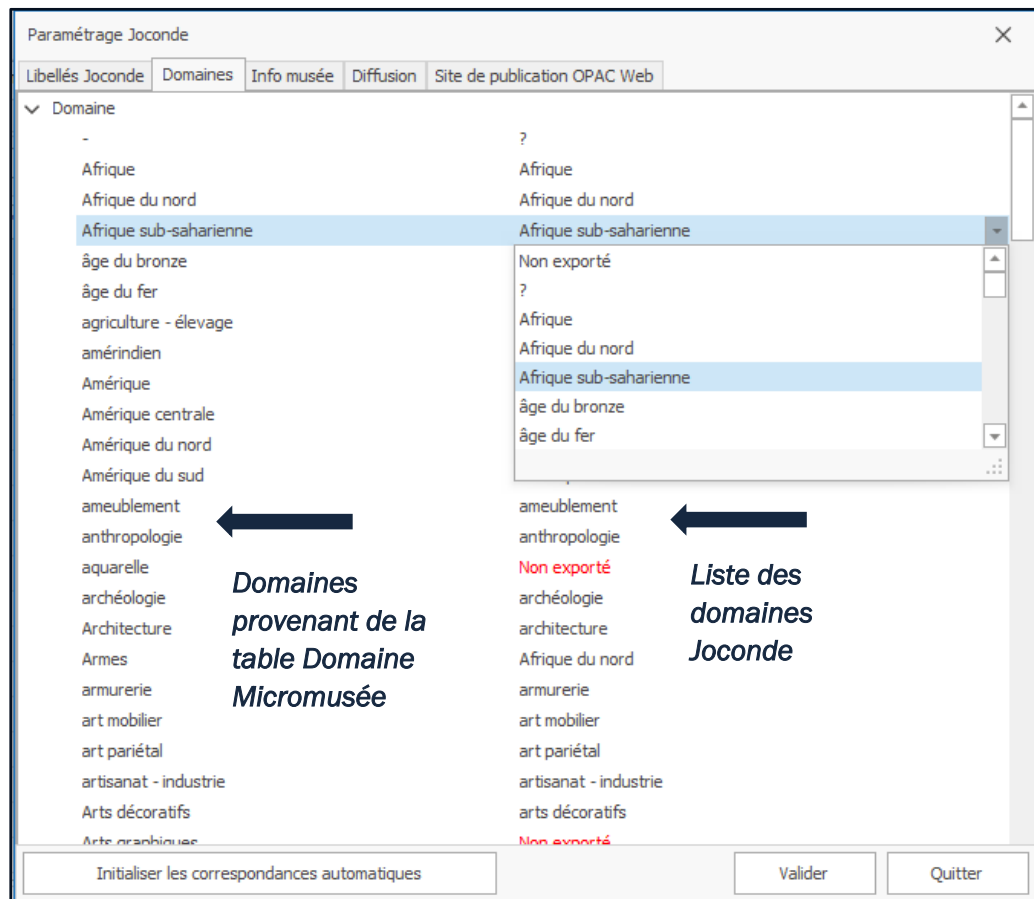 Paramétrage Joconde
Libellés Joconde Domaines Info musée Diffusion Site de publication OPAC Web
Domaine
- ?
Afrique Afrique
Afrique du nord Afrique du nord
Afrique sub-saharienne Afrique sub-saharienne
âge du bronze Non exporté
âge du fer ?
agriculture - élevage Afrique
amérindien Afrique du nord
Amérique Afrique sub-saharienne
Amérique centrale âge du bronze
Amérique du nord âge du fer
Amérique du sud
ameublement ameublement
anthropologie anthropologie
aquarelle Non exporté
archéologie archéologie
Architecture architecture
Armes Afrique du nord
armurerie armurerie
art mobilier art mobilier
art pariétal art pariétal
artisanat - industrie artisanat - industrie
Arts décoratifs arts décoratifs
Arts graphiques Non exporté
Domaines
provenant de la
table Domaine
Micromusée
Liste des
domaines
Joconde
Initialiser les correspondances automatiques Valider Quitter